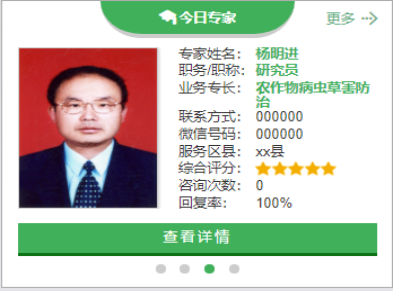 今日专家
更多
专家姓名: 杨明进
职务/职称: 研究员
业务专长: 农作物病虫草害防
治
联系方式: 000000
微信号码: 000000
服务区县: xx县
综合评分:
咨询次数: 0
回复率: 100%
查看详情